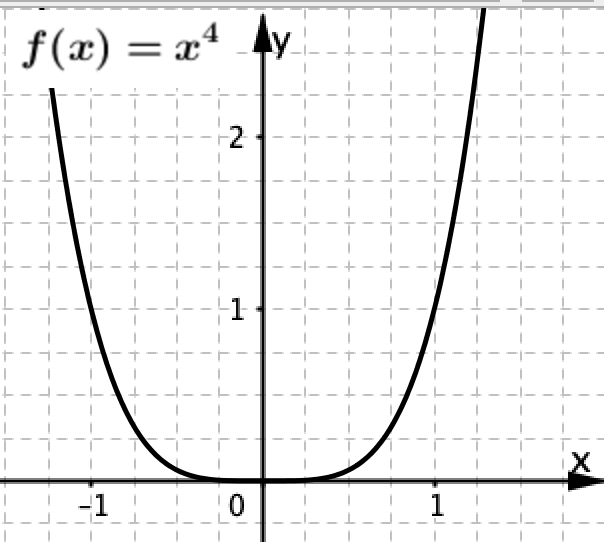 f(x) = x⁴
y
2
1
x
–1 0 1